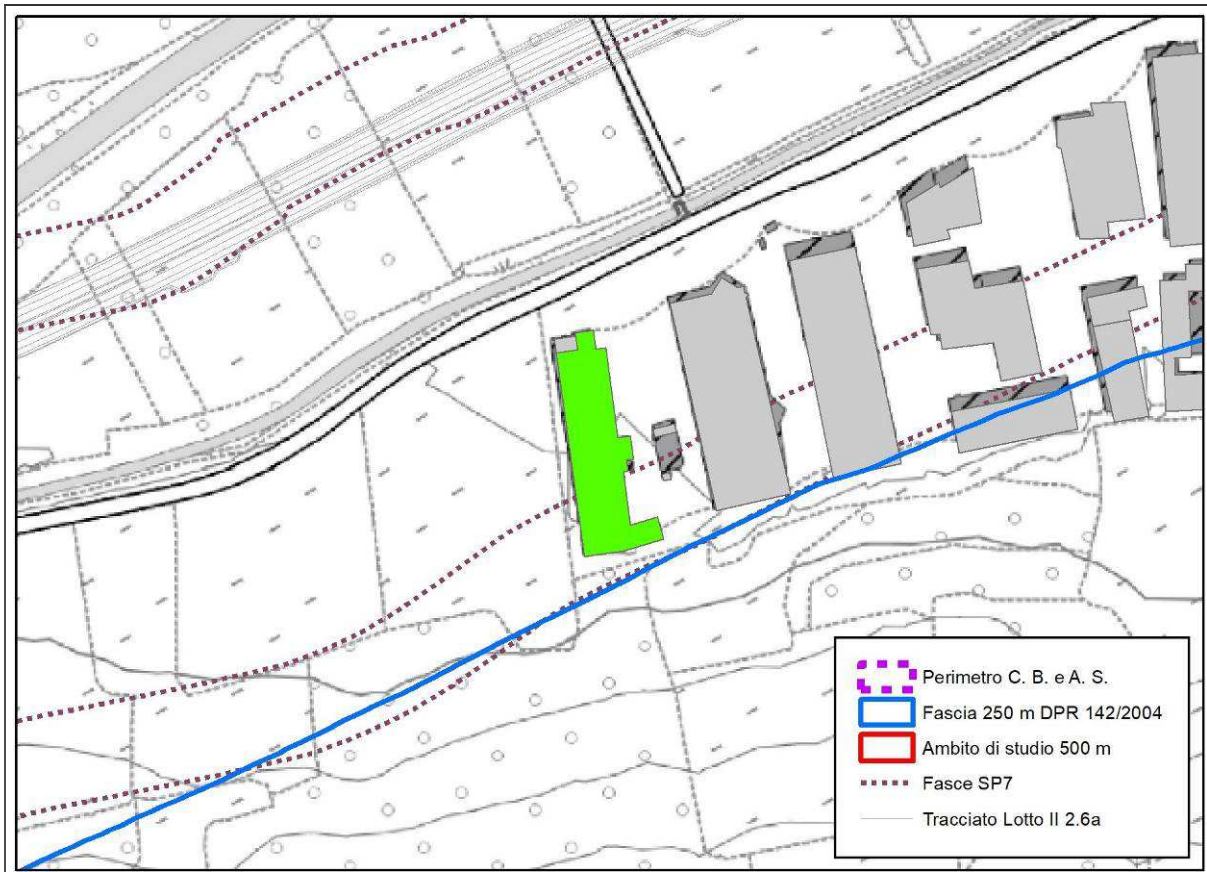 Perimetro C. B. e A. S.
Fascia 250 m DPR 142/2004
Ambito di studio 500 m
Fasce SP7
Tracciato Lotto II 2.6a